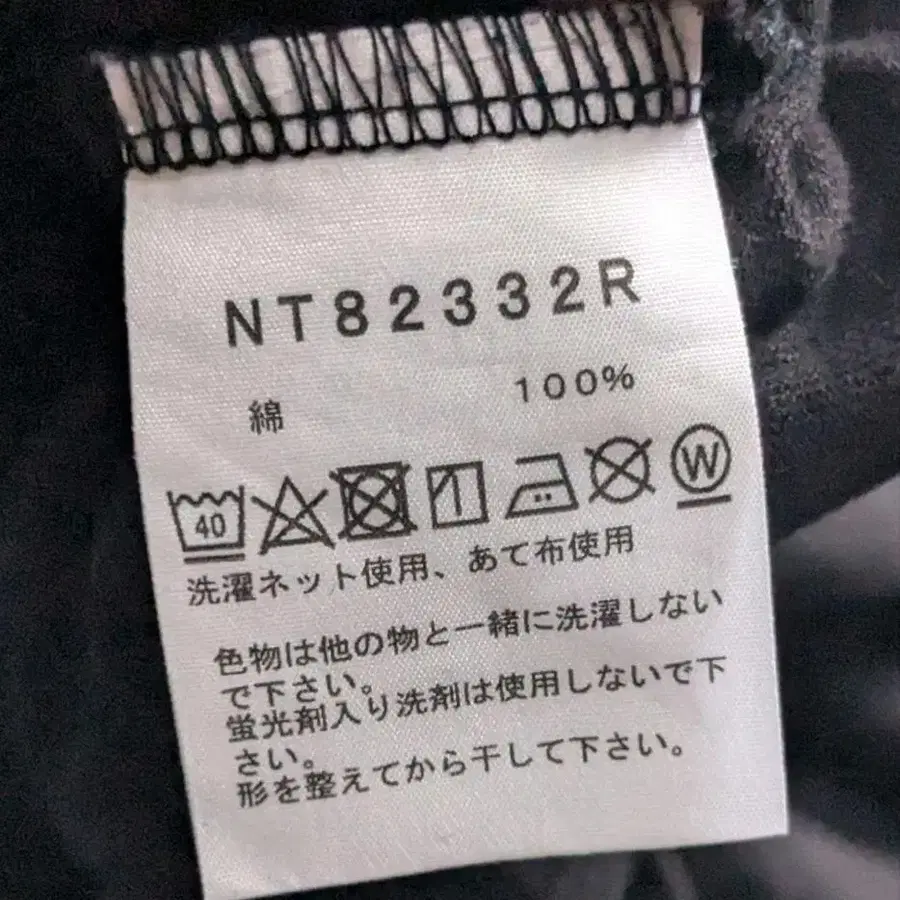 NT82332R
綿 100%
40 W
洗濯ネット使用、あて布使用
色物は他の物と一緒に洗濯しない
で下さい。
蛍光剤入り洗剤は使用しないで下
さい。
形を整えてから干して下さい。